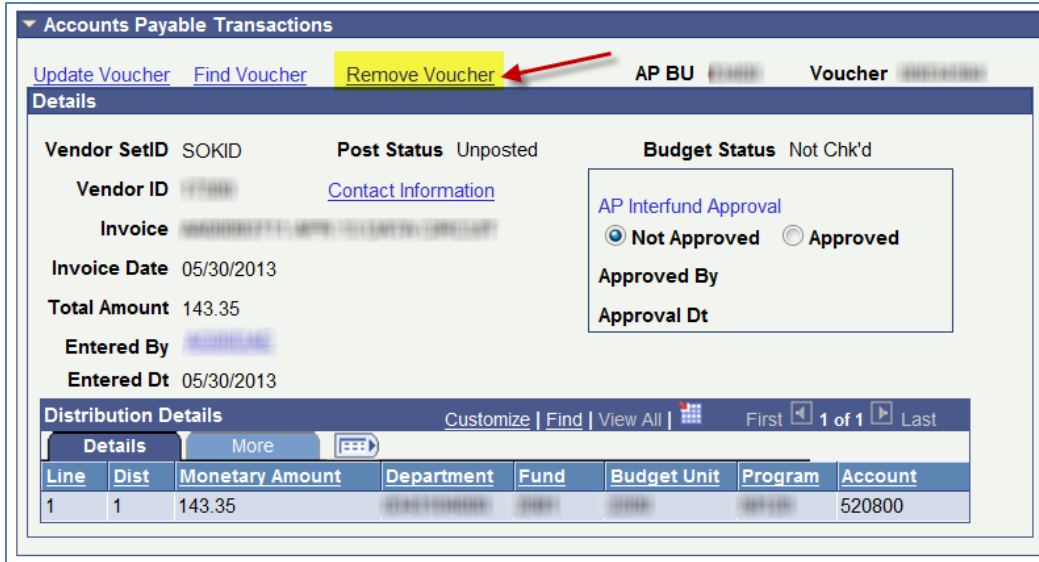 Accounts Payable Transactions
Update Voucher Find Voucher Remove Voucher AP BU Voucher
Details
Vendor SetID SOKID Post Status Unposted Budget Status Not Chk'd
Vendor ID Contact Information
AP Interfund Approval
Invoice
Not Approved Approved
Invoice Date 05/30/2013
Approved By
Total Amount 143.35
Approval Dt
Entered By
Entered Dt 05/30/2013
Distribution Details Customize | Find | View All | First 1 of 1 Last
Details More
Line Dist Monetary Amount Department Fund Budget Unit Program Account
1 1 143.35 520800